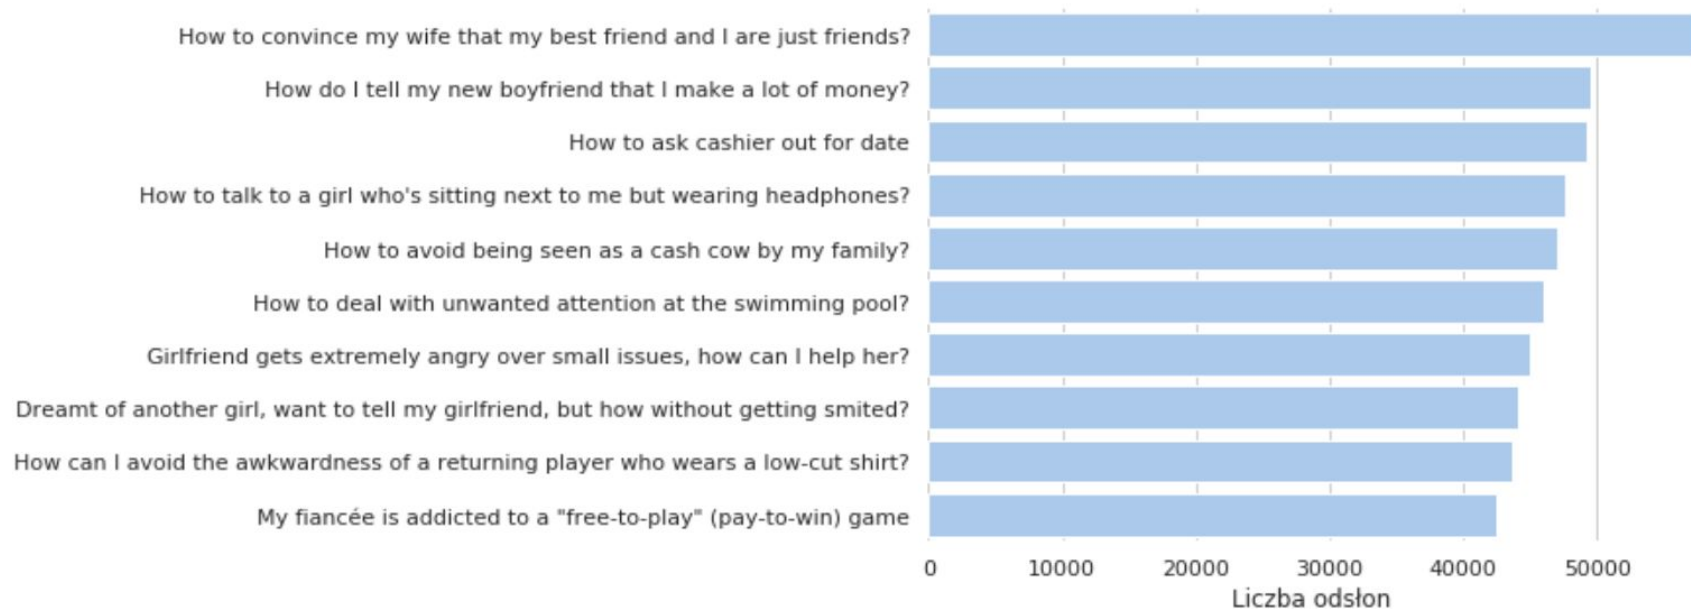 How to convince my wife that my best friend and I are just friends?
How do I tell my new boyfriend that I make a lot of money?
How to ask cashier out for date
How to talk to a girl who's sitting next to me but wearing headphones?
How to avoid being seen as a cash cow by my family?
How to deal with unwanted attention at the swimming pool?
Girlfriend gets extremely angry over small issues, how can I help her?
Dreamt of another girl, want to tell my girlfriend, but how without getting smited?
How can I avoid the awkwardness of a returning player who wears a low-cut shirt?
My fiancée is addicted to a "free-to-play" (pay-to-win) game
0 10000 20000 30000 40000 50000
Liczba odsłon